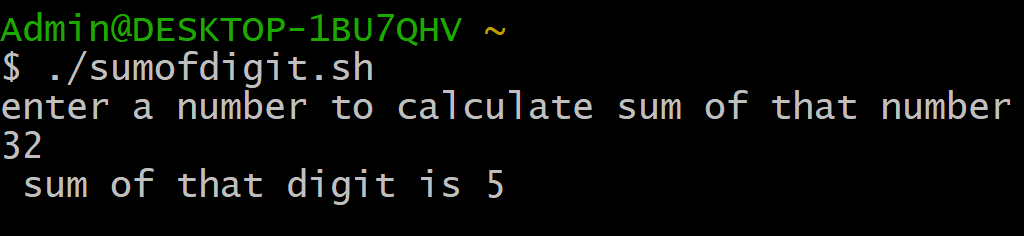 Admin@DESKTOP-1BU7QHV ~
$ ./sumofdigit.sh
enter a number to calculate sum of that number
32
 sum of that digit is 5